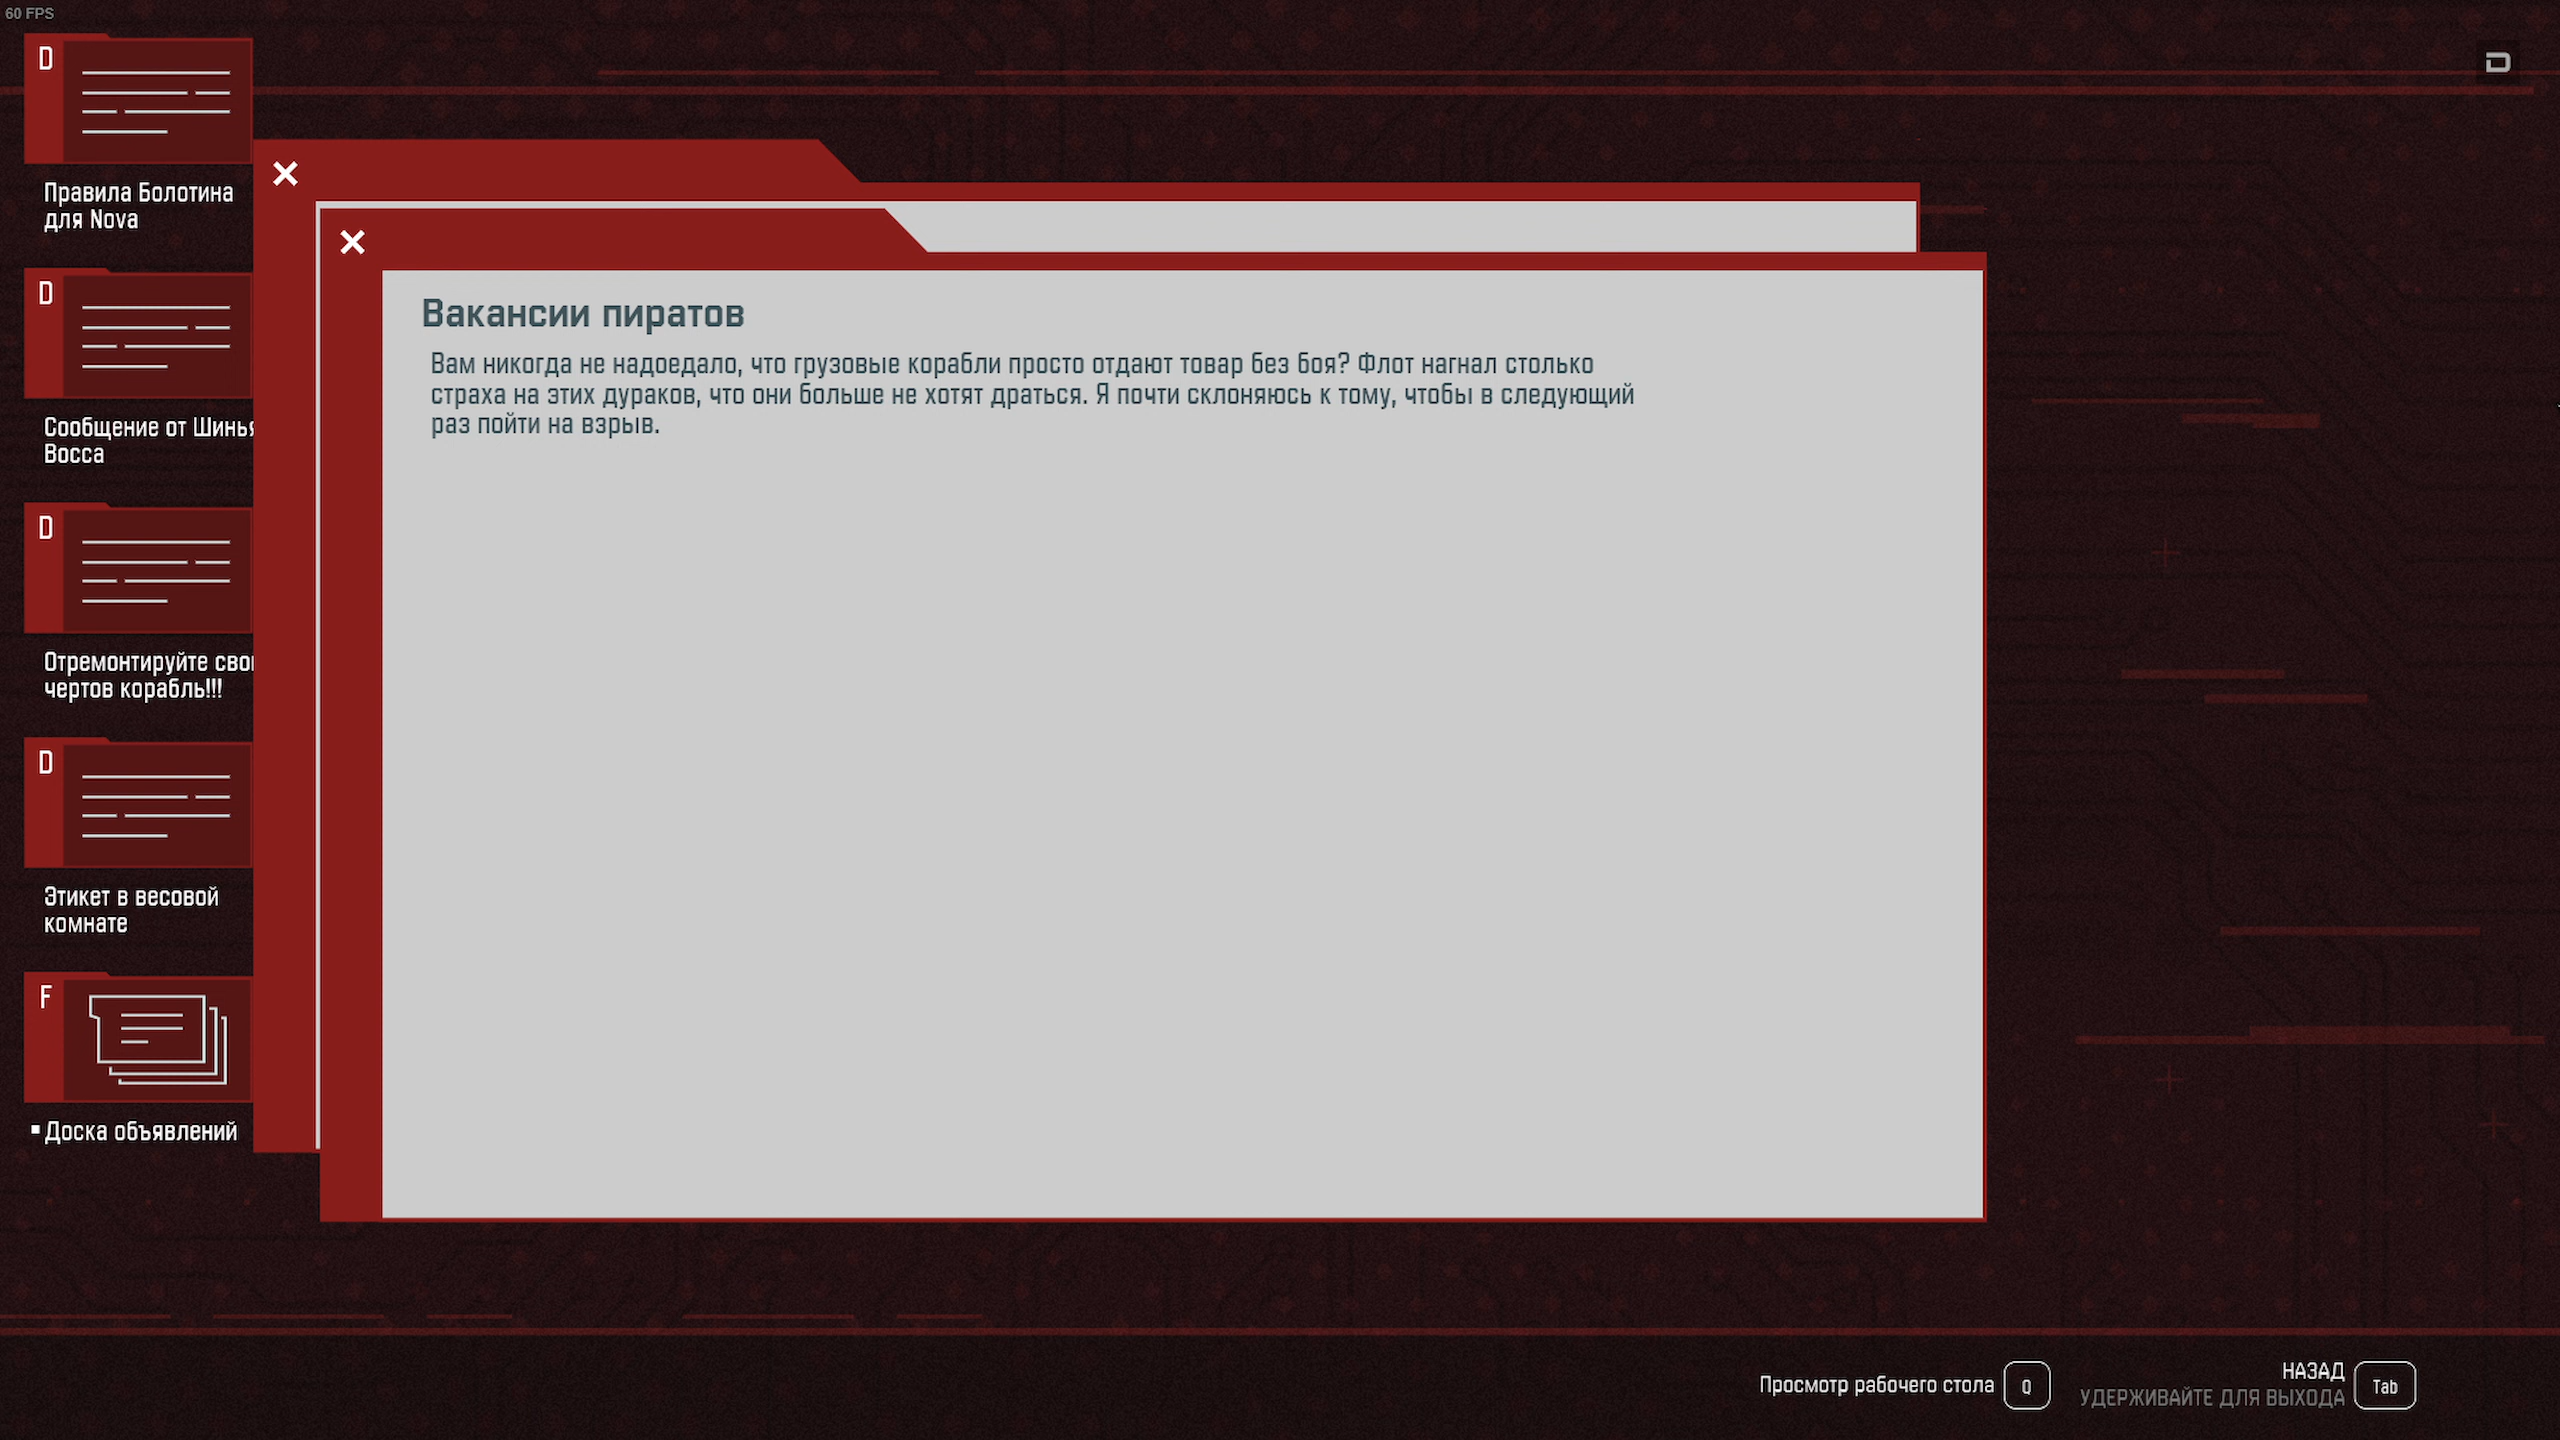 60 FPS
D
Правила Болотина
для Nova
D
Сообщение от Шинья
Восса
D
Отремонтируйте
чертов корабль!!!
D
Этикет в весовой
комнате
F
Доска объявлений
Вакансии пиратов
Вам никогда не надоедало, что грузовые корабли просто отдают товар без боя? Флот нагнал столько
страха на этих дураков, что они больше не хотят драться. Я почти склоняюсь к тому, чтобы в следующий
раз пойти на взрыв.
Просмотр рабочего стола
Q
НАЗАД
УДЕРЖИВАЙТЕ ДЛЯ ВЫХОДА
Tab